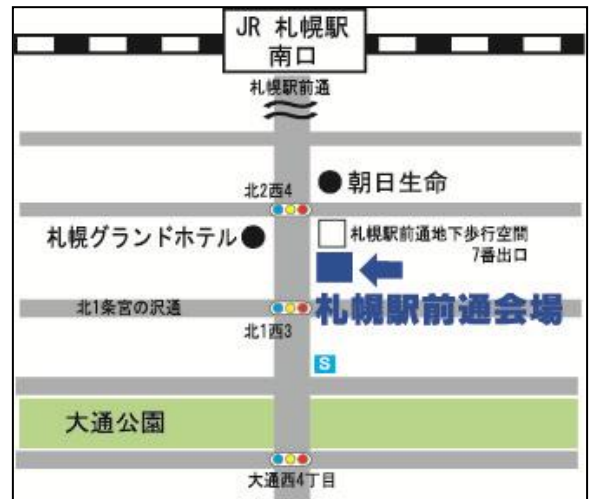 JR 札幌駅
南口
札幌駅前通
北2西4
朝日生命
札幌グランドホテル
札幌駅前通地下歩行空間
7番出口
北1条宮の沢通
札幌駅前通会場
北1西3
S
大通公園
大通西4丁目